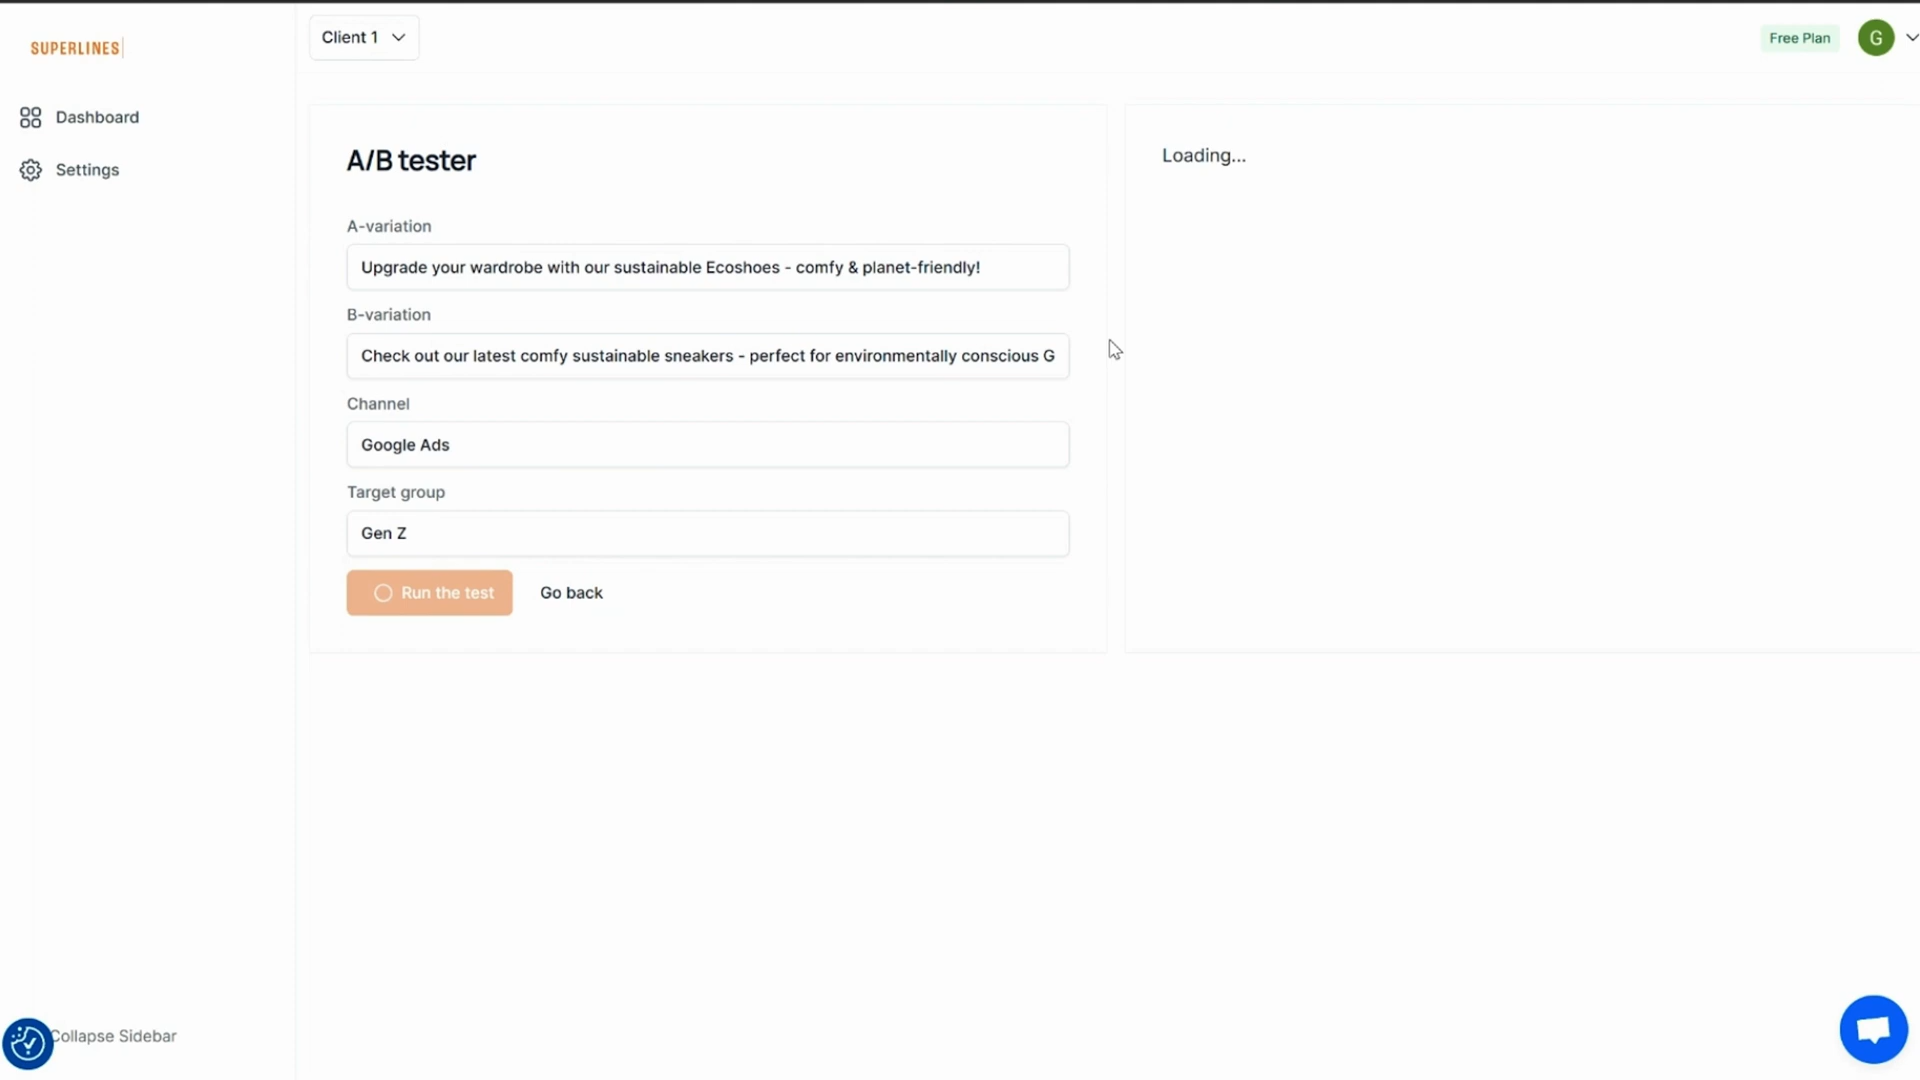 SUPERLINES
Client 1
Free Plan
G
Dashboard
Settings
A/B tester
A-variation
Upgrade your wardrobe with our sustainable Ecoshoes - comfy & planet-friendly!
B-variation
Check out our latest comfy sustainable sneakers - perfect for environmentally conscious G
Channel
Google Ads
Target group
Gen Z
Run the test
Go back
Loading...
Collapse Sidebar